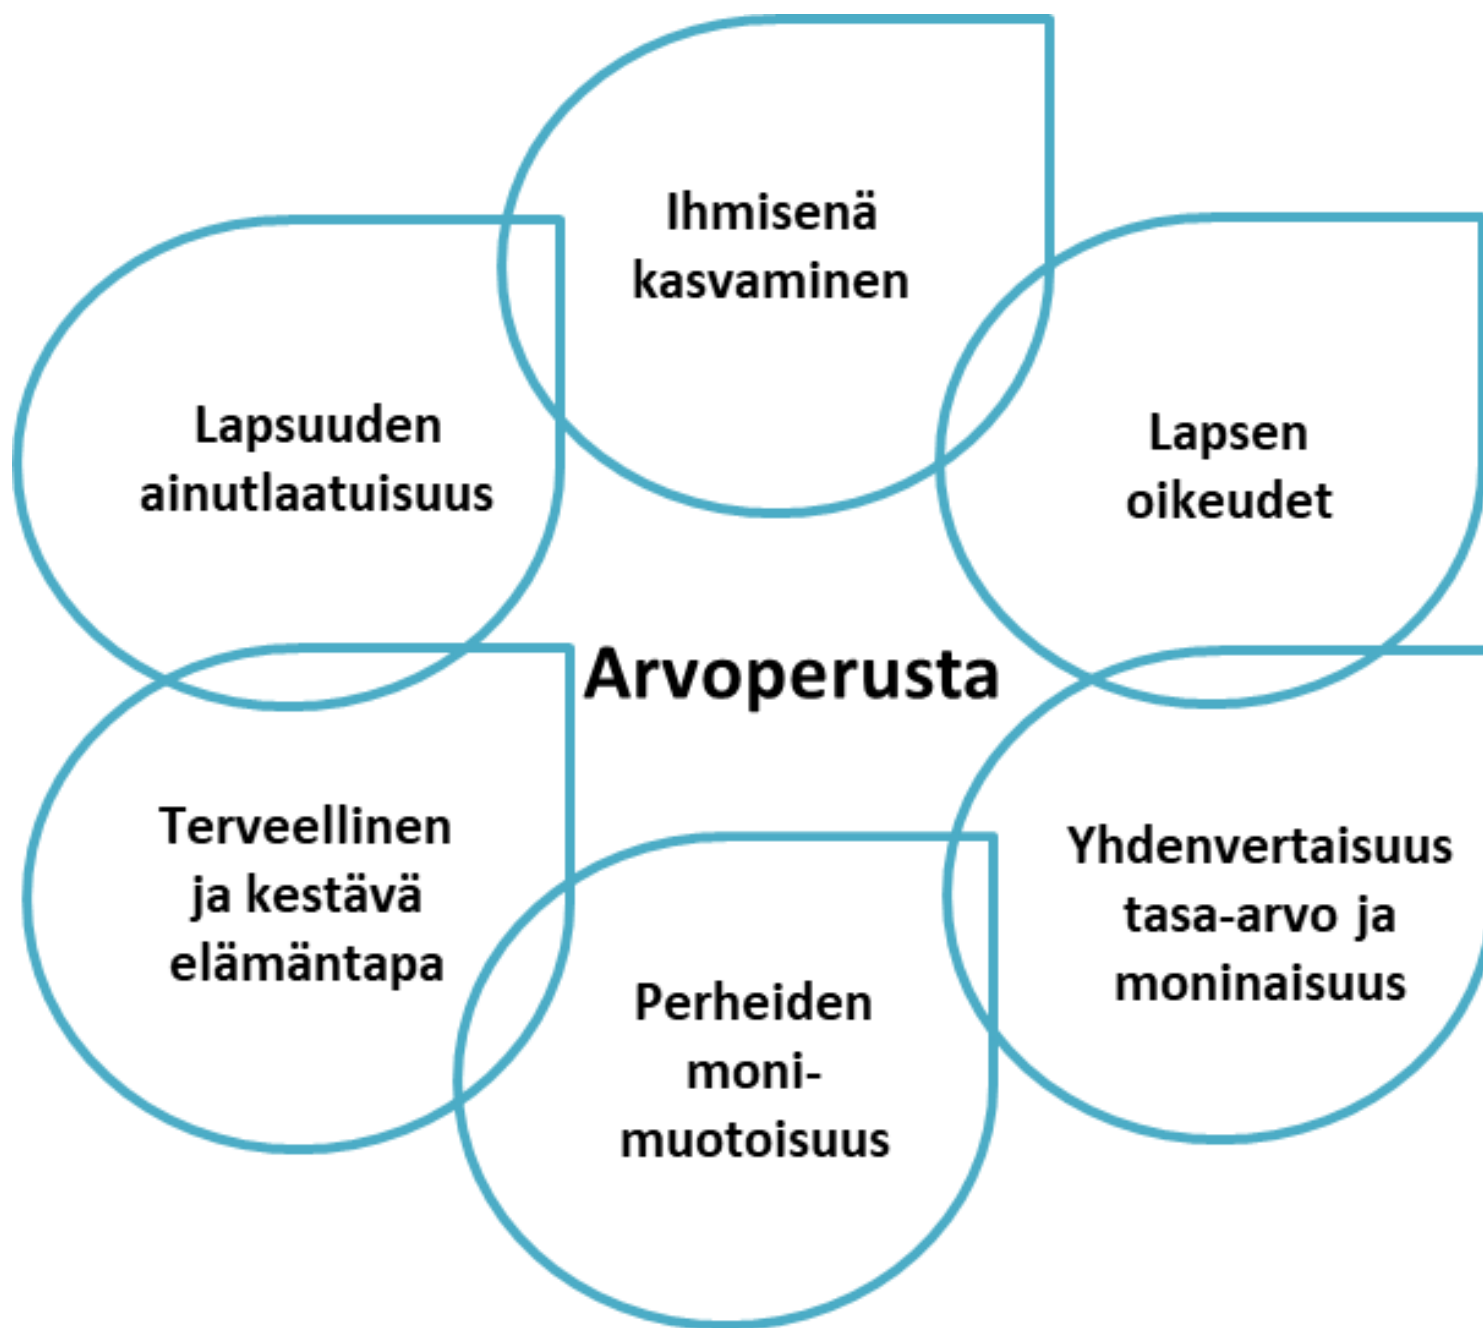 Ihmisenä
kasvaminen
Lapsuuden
ainutlaatuisuus
Lapsen
oikeudet
Arvoperusta
Terveellinen
ja kestävä
elämäntapa
Perheiden
moni-
muotoisuus
Yhdenvertaisuus
tasa-arvo ja
moninaisuus